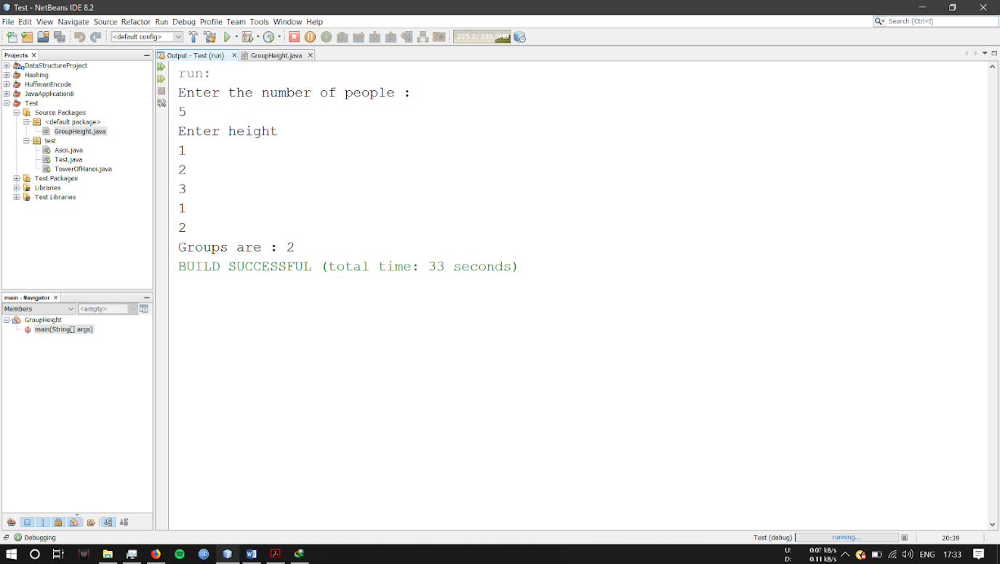 Test - NetBeans IDE 8.2
File Edit View Navigate Source Refactor Run Debug Profile Team Tools Window Help
Search (Ctrl+I)
<default config>
225.2/330.5MB
Projects
Output - Test (run)
GroupHeight.java
DataStructureProject
Hashing
HuffmanEncode
JavaApplication8
Test
Source Packages
<default package>
GroupHeight.java
test
Ascii.java
Test.java
TowerOfHanoi.java
Test Packages
Libraries
Test Libraries
run:
Enter the number of people :
5
Enter height
1
2
3
1
2
Groups are : 2
BUILD SUCCESSFUL (total time: 33 seconds)
main - Navigator
Members
<empty>
GroupHeight
main(String[] args)
Debugging
Test (debug)
running...
20:39
U: 0.07 kB/s
D: 0.11 kB/s
ENG
17:33